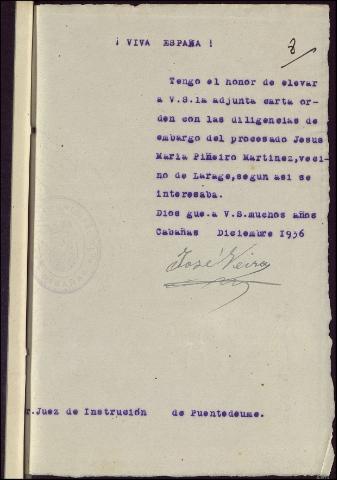 ¡ VIVA ESPAÑA !
Tengo el honor de elevar
a V.S.la adjunta carta or-
den con las diligencias de
embargo del procesado Jesus
Maria Piñeiro Martinez,veci-
no de Larage,segun asi se
interesaba.
Dios gue.a V.S.muchos años
Cabañas Diciembre 1936
José Neira
r.Juez de Instrución de Puentedeume.